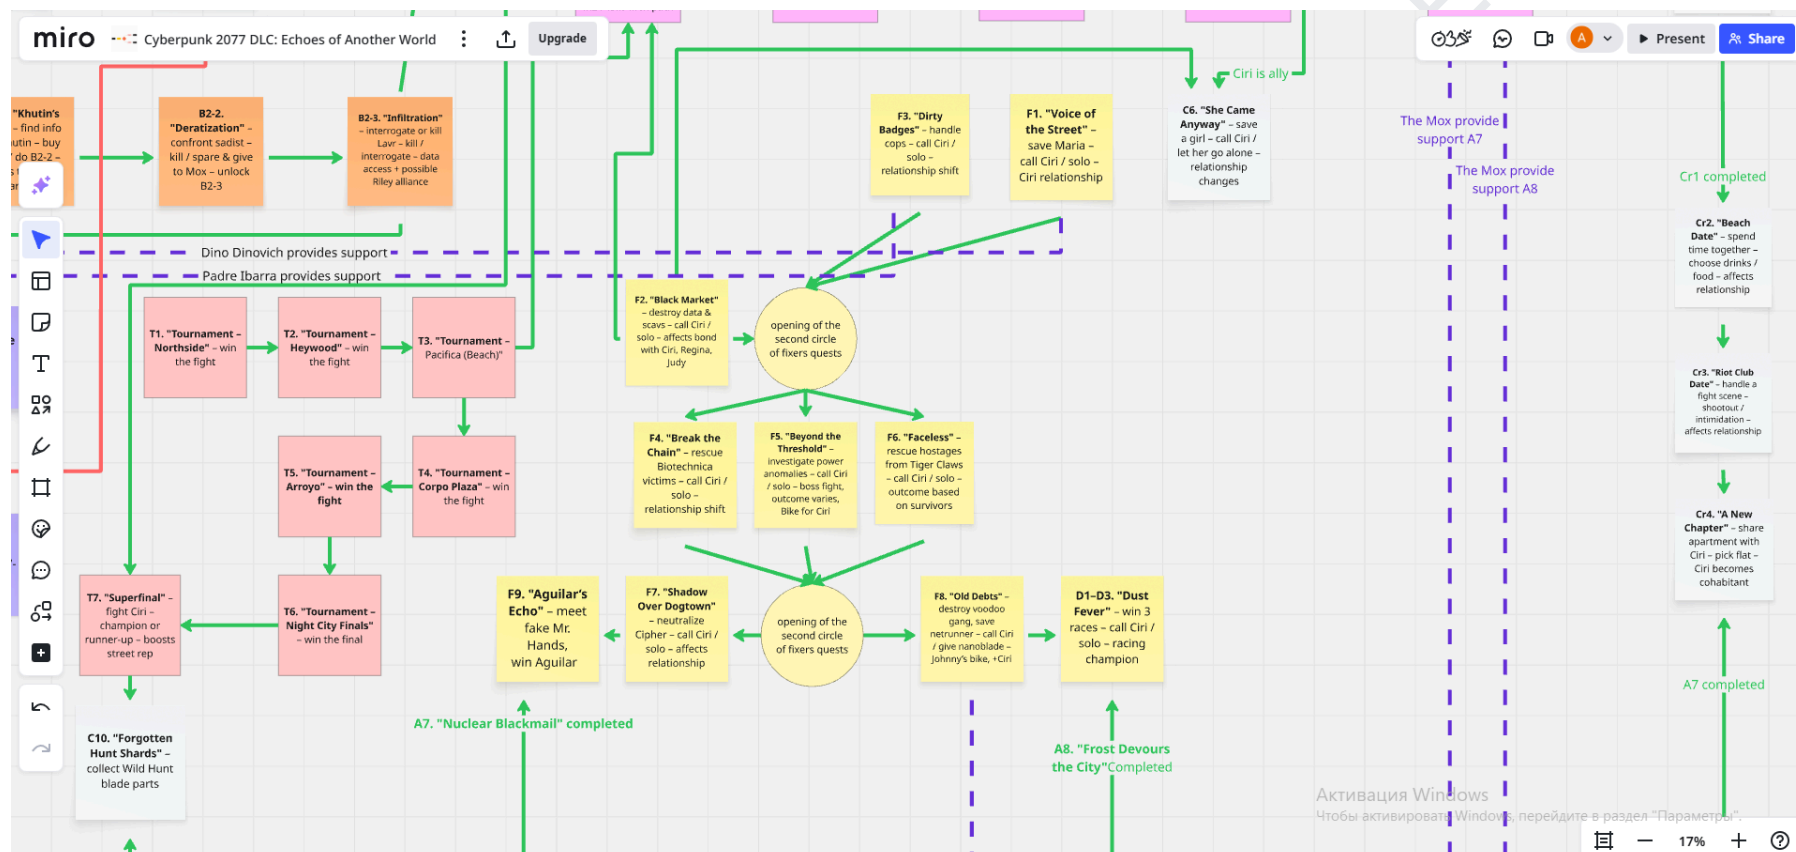 miro
Cyberpunk 2077 DLC: Echoes of Another World
Upgrade
A
Present
Share
Ciri is ally
"Khutin's
– find info
– buy
do B2-2 –
B2-2.
"Deratization" –
confront sadist –
kill / spare & give
to Mox – unlock
B2-3
B2-3. "Infiltration"
– interrogate or kill
Lavr – kill /
interrogate – data
access + possible
Riley alliance
F3. "Dirty
Badges" – handle
cops – call Ciri /
solo –
relationship shift
F1. "Voice of
the Street" –
save Maria –
call Ciri / solo –
Ciri relationship
C6. "She Came
Anyway" – save
a girl – call Ciri /
let her go alone –
relationship
changes
The Mox provide
support A7
The Mox provide
support A8
Cr1 completed
Cr2. "Beach
Date" – spend
time together –
choose drinks /
food – affects
relationship
Dino Dinovich provides support
Padre Ibarra provides support
T1. "Tournament –
Northside" – win
the fight
T2. "Tournament –
Heywood" – win
the fight
T3. "Tournament –
Pacifica (Beach)"
F2. "Black Market"
– destroy data &
scavs – call Ciri /
solo – affects bond
with Ciri, Regina,
Judy
opening of the
second circle
of fixers quests
Cr3. "Riot Club
Date" – handle a
fight scene –
shootout /
intimidation –
affects relationship
T5. "Tournament –
Arroyo" – win the
fight
T4. "Tournament –
Corpo Plaza" – win
the fight
F4. "Break the
Chain" – rescue
Biotechnica
victims – call Ciri /
solo –
relationship shift
F5. "Beyond the
Threshold" –
investigate power
anomalies – call Ciri
/ solo – boss fight,
outcome varies,
Bike for Cirl
F6. "Faceless" –
rescue hostages
from Tiger Claws
– call Ciri / solo –
outcome based
on survivors
Cr4. "A New
Chapter" – share
apartment with
Ciri – pick flat –
Ciri becomes
cohabitant
T7. "Superfinal" –
fight Ciri –
champion or
runner-up – boosts
street rep
T6. "Tournament –
Night City Finals"
– win the final
F9. "Aguilar's
Echo" – meet
fake Mr.
Hands,
win Aguilar
F7. "Shadow
Over Dogtown"
– neutralize
Cipher – call Ciri /
solo – affects
relationship
opening of the
second circle
of fixers quests
F8. "Old Debts" –
destroy voodoo
gang, save
netrunner – call Ciri
/ give nanoblade –
Johnny's bike, +Ciri
D1–D3. "Dust
Fever" – win 3
races – call Ciri /
solo – racing
champion
A7 completed
A7. "Nuclear Blackmail" completed
C10. "Forgotten
Hunt Shards" –
collect Wild Hunt
blade parts
A8. "Frost Devours
the City"Completed
Активация Windows
Чтобы активировать Windows, перейдите в раздел "Параметры".
17%